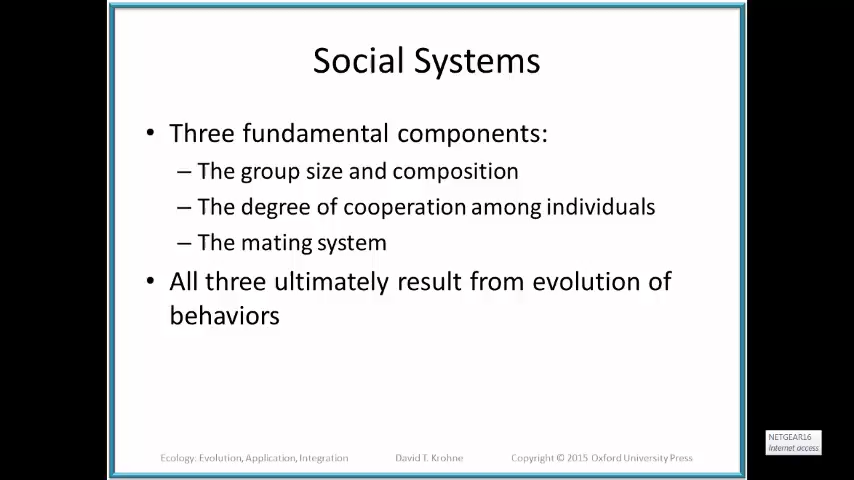 Social Systems
• Three fundamental components:
– The group size and composition
– The degree of cooperation among individuals
– The mating system
• All three ultimately result from evolution of
behaviors
Ecology: Evolution, Application, Integration David T. Krohne Copyright © 2015 Oxford University Press
NETGEAR16
Internet access